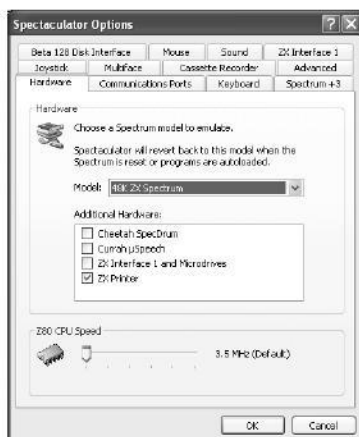 Spectaculator Options
Beta 128 Disk Interface Mouse Sound ZX Interface 1
Joystick Multiface Cassette Recorder Advanced
Hardware Communications Ports Keyboard Spectrum +3
Hardware
Choose a Spectrum model to emulate.
Spectaculator will revert back to this model when the
Spectrum is reset or programs are autoloaded.
Model: 48K ZX Spectrum
Additional Hardware:
Cheetah SpecDrum
Currah µSpeech
ZX Interface 1 and Microdrives
ZX Printer
Z80 CPU Speed
3.5 MHz (Default)
OK Cancel